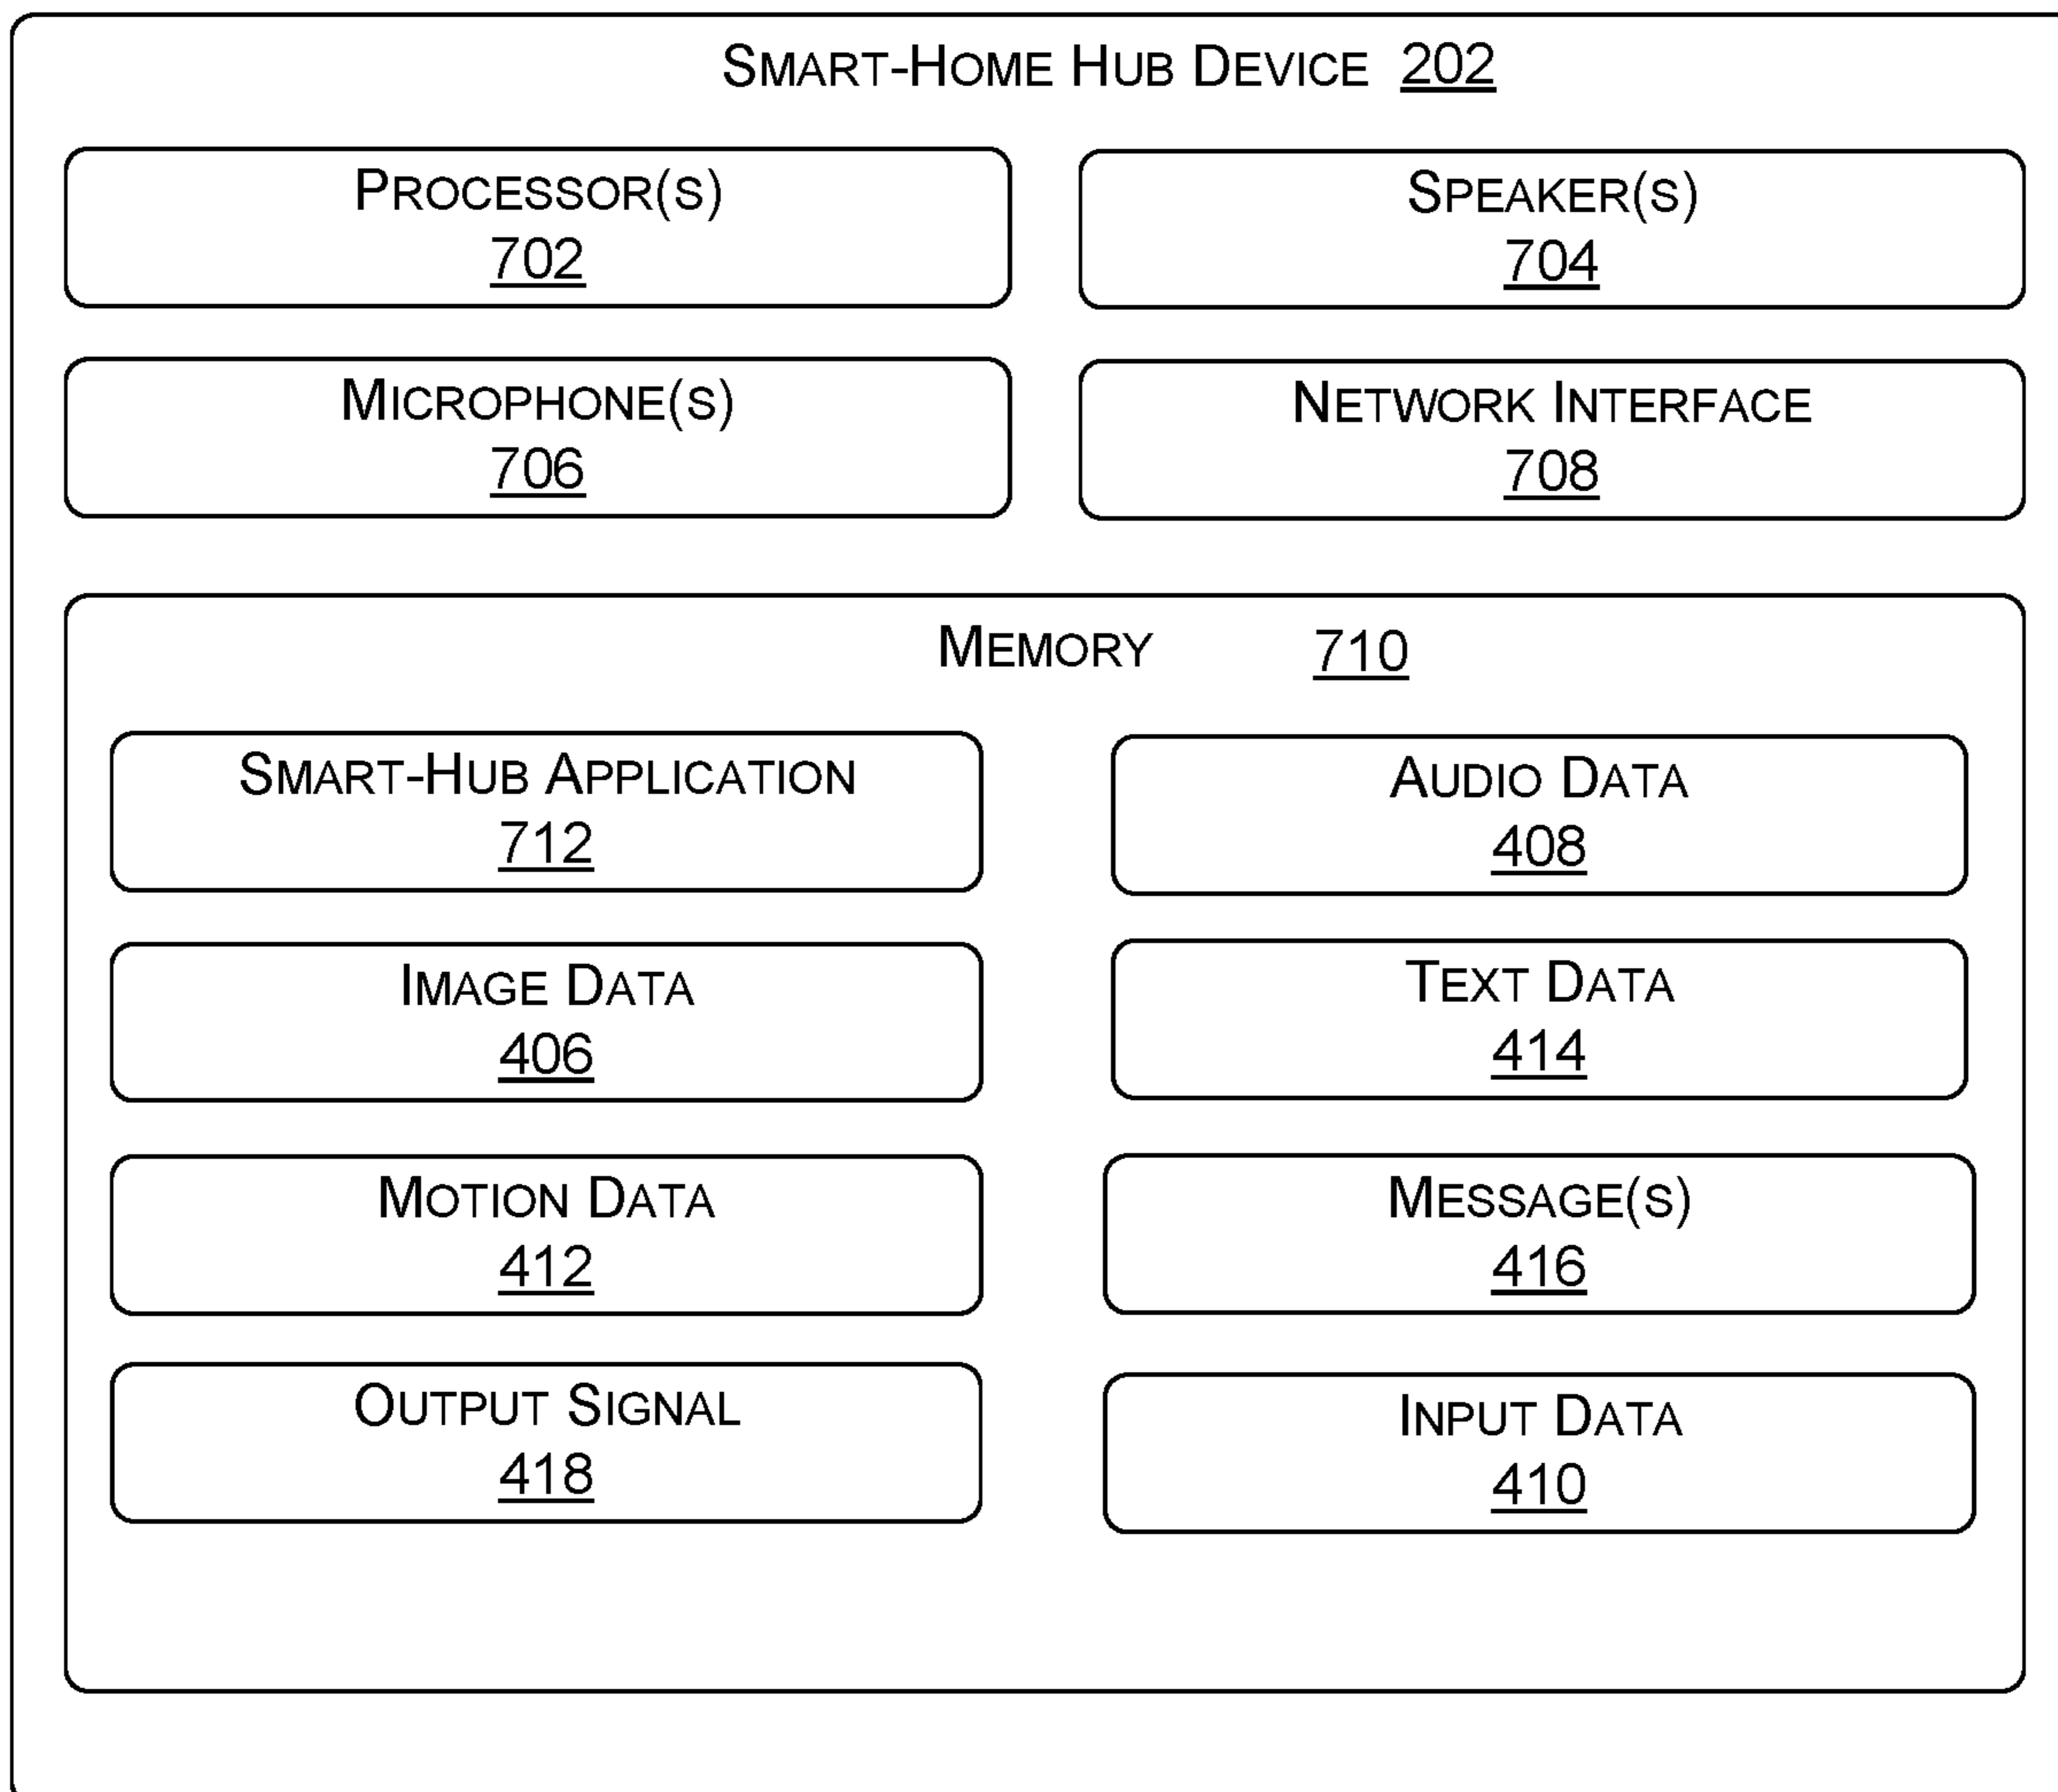 SMART-HOME HUB DEVICE 202
PROCESSOR(S)
702
SPEAKER(S)
704
MICROPHONE(S)
706
NETWORK INTERFACE
708
MEMORY 710
SMART-HUB APPLICATION
712
AUDIO DATA
408
IMAGE DATA
406
TEXT DATA
414
MOTION DATA
412
MESSAGE(S)
416
OUTPUT SIGNAL
418
INPUT DATA
410